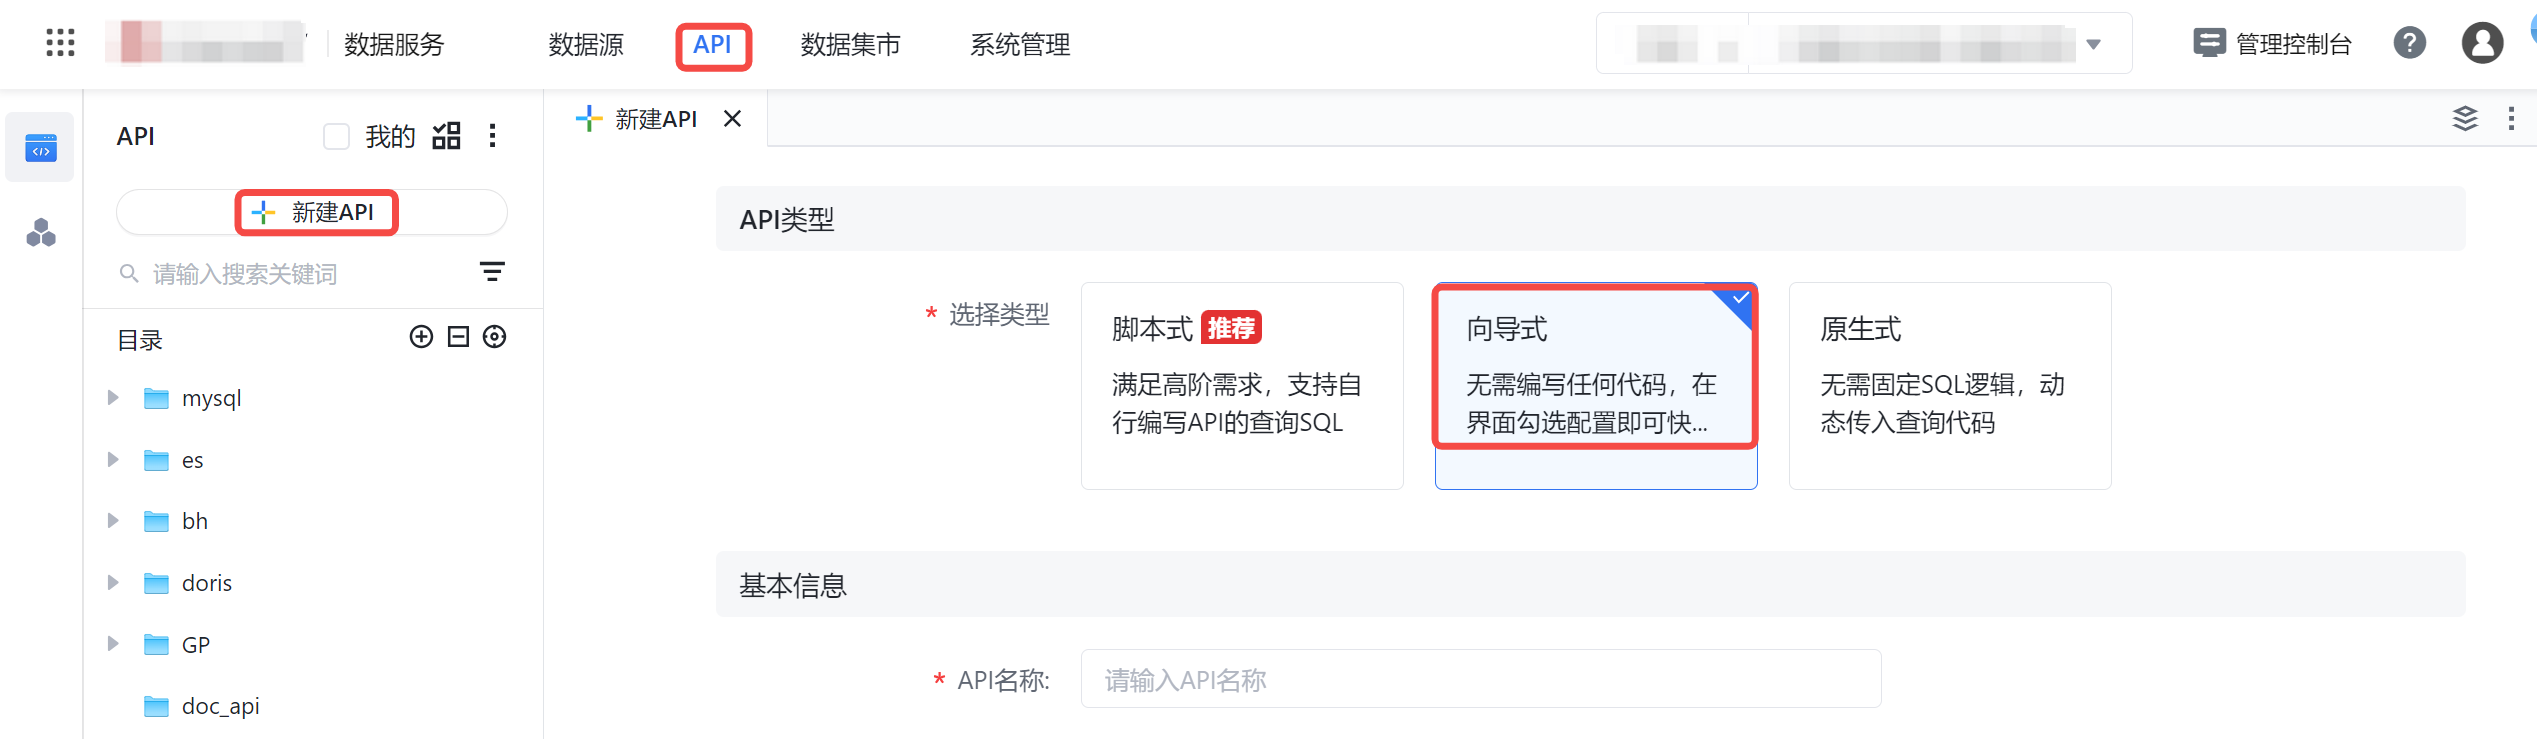 数据服务
数据源
API
数据集市
系统管理
管理控制台
API
我的
新建API
请输入搜索关键词
目录
mysql
es
bh
doris
GP
doc_api
新建API
API类型
* 选择类型
脚本式 推荐
满足高阶需求，支持自
行编写API的查询SQL
向导式
无需编写任何代码，在
界面勾选配置即可快...
原生式
无需固定SQL逻辑，动
态传入查询代码
基本信息
* API名称:
请输入API名称